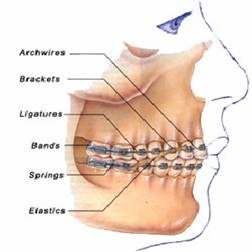 Archwires
Brackets
Ligatures
Bands
Springs
Elastics